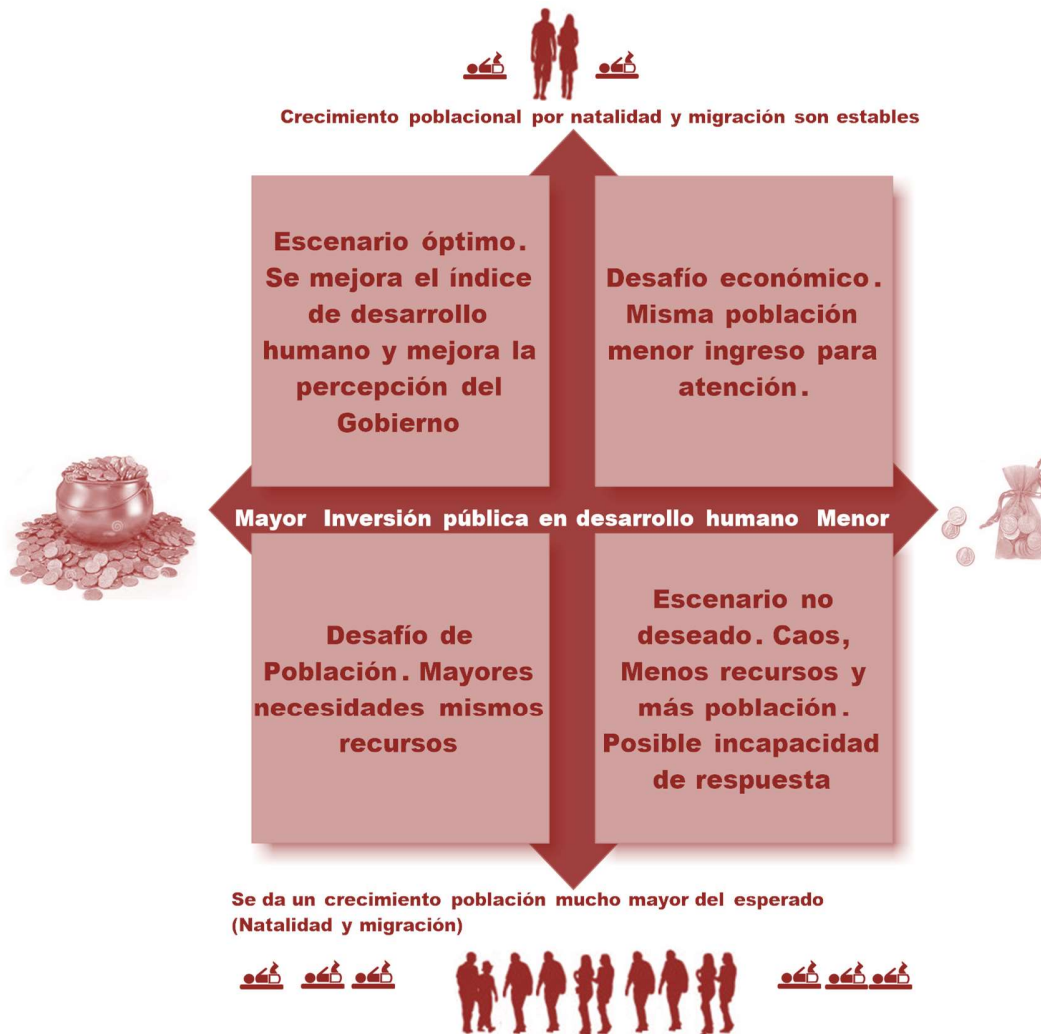 Crecimiento poblacional por natalidad y migración son estables
Escenario óptimo.
Se mejora el índice
de desarrollo
humano y mejora la
percepción del
Gobierno
Desafío económico.
Misma población
menor ingreso para
atención.
Mayor Inversión pública en desarrollo humano Menor
Desafío de
Población. Mayores
necesidades mismos
recursos
Escenario no
deseado. Caos,
Menos recursos y
más población.
Posible incapacidad
de respuesta
Se da un crecimiento población mucho mayor del esperado
(Natalidad y migración)